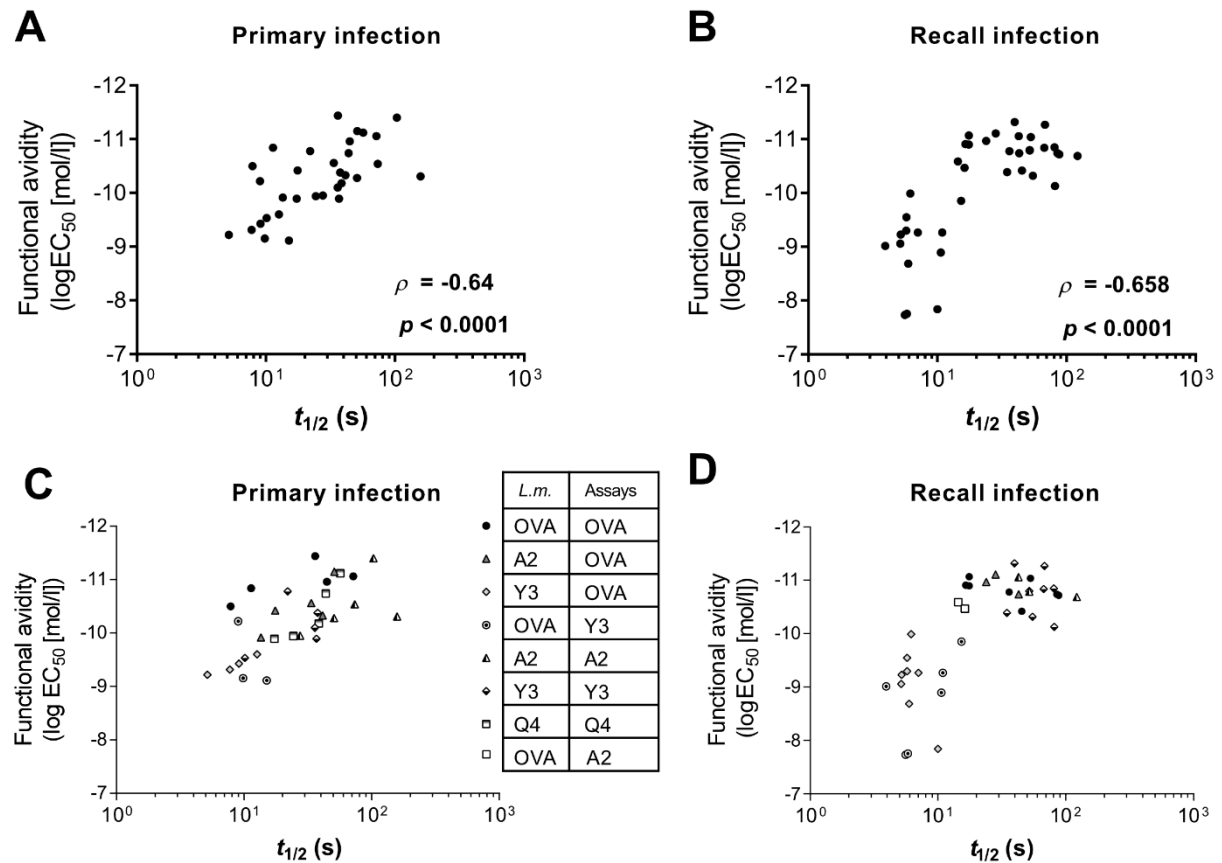 A
Primary infection
Functional avidity
(logEC50 [mol/l])
-12
-11
-10
-9
-8
-7
10^0
10^1
10^2
10^3
t1/2 (s)
ρ = -0.64
p < 0.0001
B
Recall infection
Functional avidity
(logEC50 [mol/l])
-12
-11
-10
-9
-8
-7
10^0
10^1
10^2
10^3
t1/2 (s)
ρ = -0.658
p < 0.0001
C
Primary infection
Functional avidity
(log EC50 [mol/l])
-12
-11
-10
-9
-8
-7
10^0
10^1
10^2
10^3
t1/2 (s)
L.m. Assays
OVA OVA
A2 OVA
Y3 OVA
OVA Y3
A2 A2
Y3 Y3
Q4 Q4
OVA A2
D
Recall infection
Functional avidity
(logEC50 [mol/l])
-12
-11
-10
-9
-8
-7
10^0
10^1
10^2
10^3
t1/2 (s)